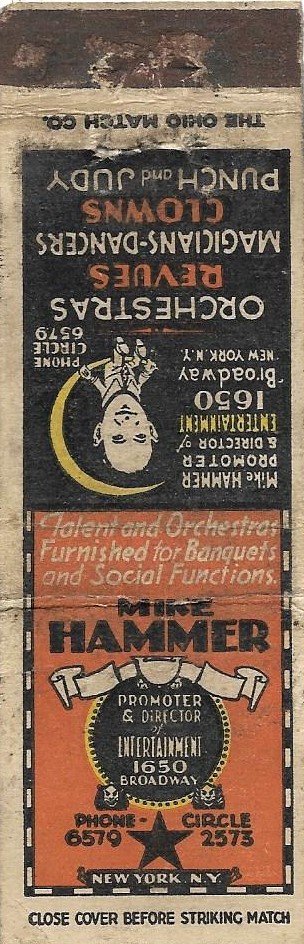 THE OHIO MATCH CO.
Mike HAMMER
PROMOTER
& DIRECTOR of
ENTERTAINMENT
1650
Broadway
NEW YORK. N.Y.
PHONE
CIRCLE
6579
ORCHESTRAS
REVUES
MAGICIANS-DANCERS
CLOWNS
PUNCH and JUDY
Talent and Orchestras
Furnished for Banquets
and Social Functions.
MIKE
HAMMER
PROMOTER
& DIRECTOR
of
ENTERTAINMENT
1650
BROADWAY
PHONE- CIRCLE
6579 2573
NEW YORK. N.Y.
CLOSE COVER BEFORE STRIKING MATCH